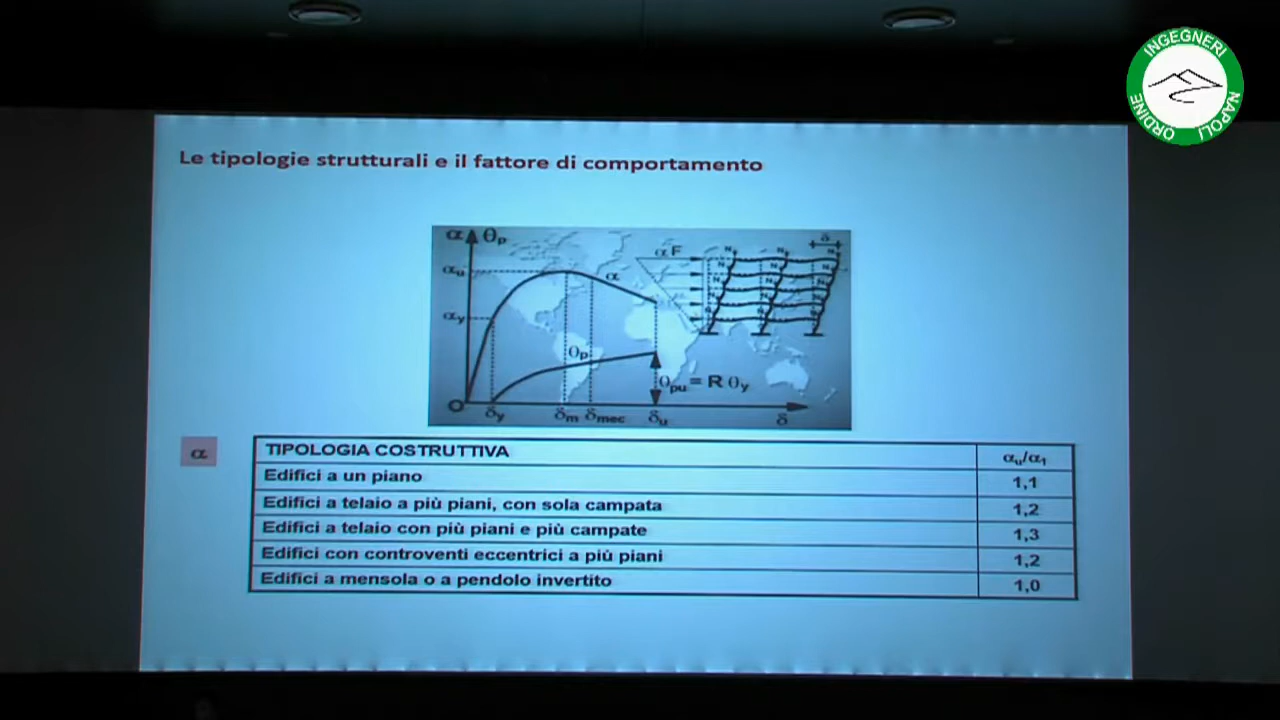 INGEGNERI
NAPOLI
ORDINE
Le tipologie strutturali e il fattore di comportamento
α θp
αu
αy
α
θp
θpu = R θy
O δy δm δmec δu δ
αF
δ
α
TIPOLOGIA COSTRUTTIVA αu/α1
Edifici a un piano 1,1
Edifici a telaio a più piani, con sola campata 1,2
Edifici a telaio con più piani e più campate 1,3
Edifici con controventi eccentrici a più piani 1,2
Edifici a mensola o a pendolo invertito 1,0